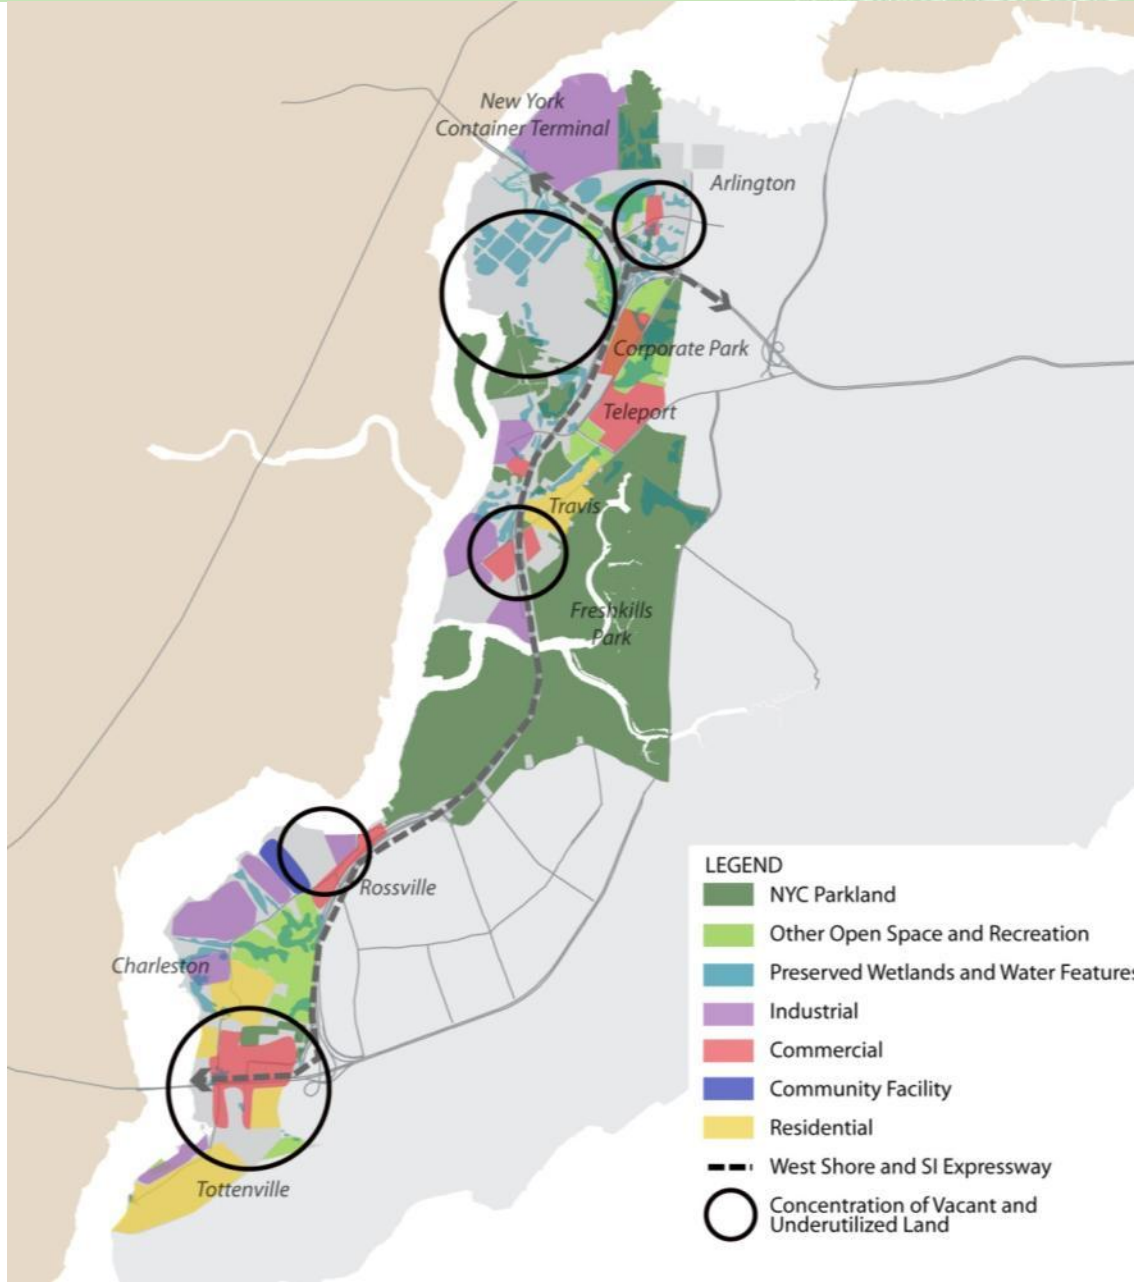 New York
Container Terminal
Arlington
Corporate Park
Teleport
Travis
Freshkills
Park
Rossville
Charleston
Tottenville
LEGEND
NYC Parkland
Other Open Space and Recreation
Preserved Wetlands and Water Features
Industrial
Commercial
Community Facility
Residential
West Shore and SI Expressway
Concentration of Vacant and
Underutilized Land